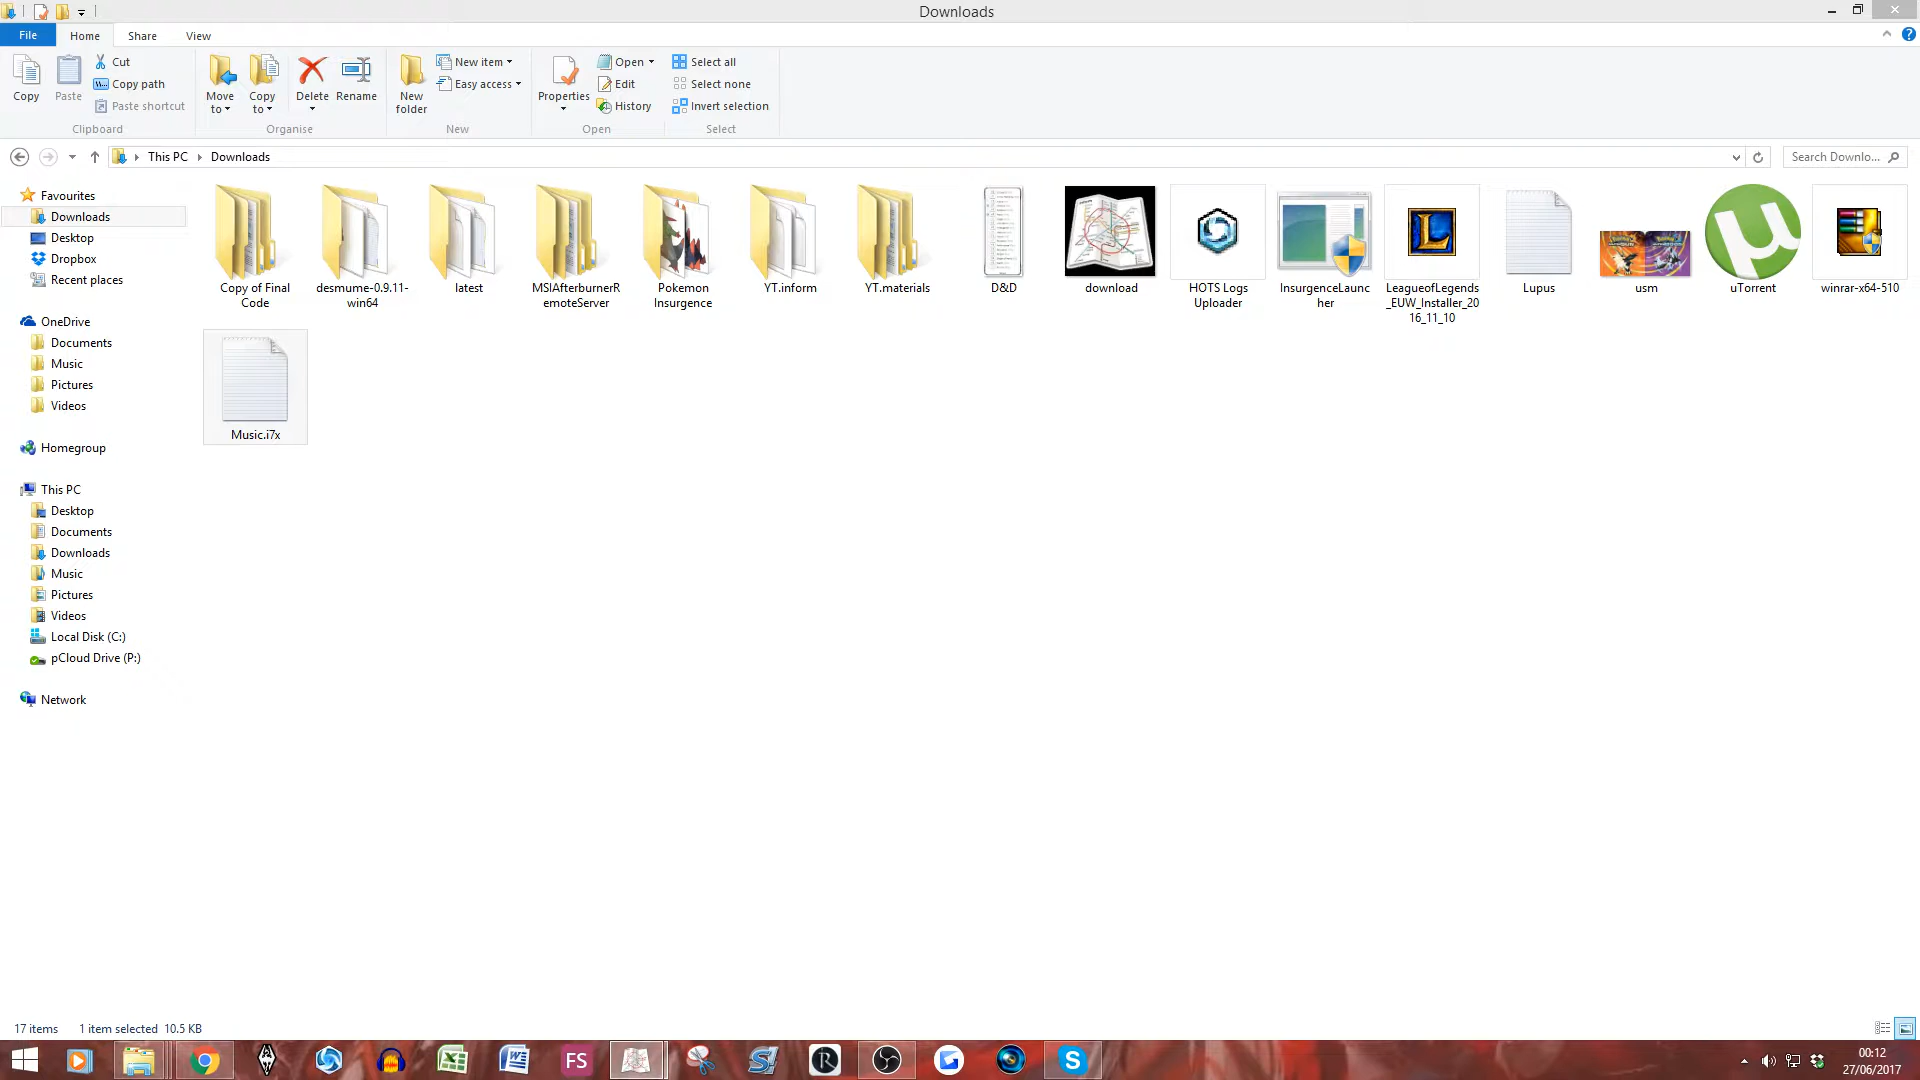 Downloads
File
Home
Share
View
Copy
Paste
Cut
Copy path
Paste shortcut
Clipboard
Move to
Copy to
Delete
Rename
Organise
New folder
New item
Easy access
New
Properties
Open
Edit
History
Open
Select all
Select none
Invert selection
Select
This PC
Downloads
Search Downlo...
Favourites
Downloads
Desktop
Dropbox
Recent places
OneDrive
Documents
Music
Pictures
Videos
Homegroup
This PC
Desktop
Documents
Downloads
Music
Pictures
Videos
Local Disk (C:)
pCloud Drive (P:)
Network
Copy of Final
Code
desmume-0.9.11-
win64
latest
MSIAfterburnerR
emoteServer
Pokemon
Insurgence
YT.inform
YT.materials
D&D
download
HOTS Logs
Uploader
InsurgenceLaunc
her
LeagueofLegends
_EUW_Installer_20
16_11_10
Lupus
usm
uTorrent
winrar-x64-510
Music.i7x
17 items
1 item selected 10.5 KB
FS
00:12
27/06/2017